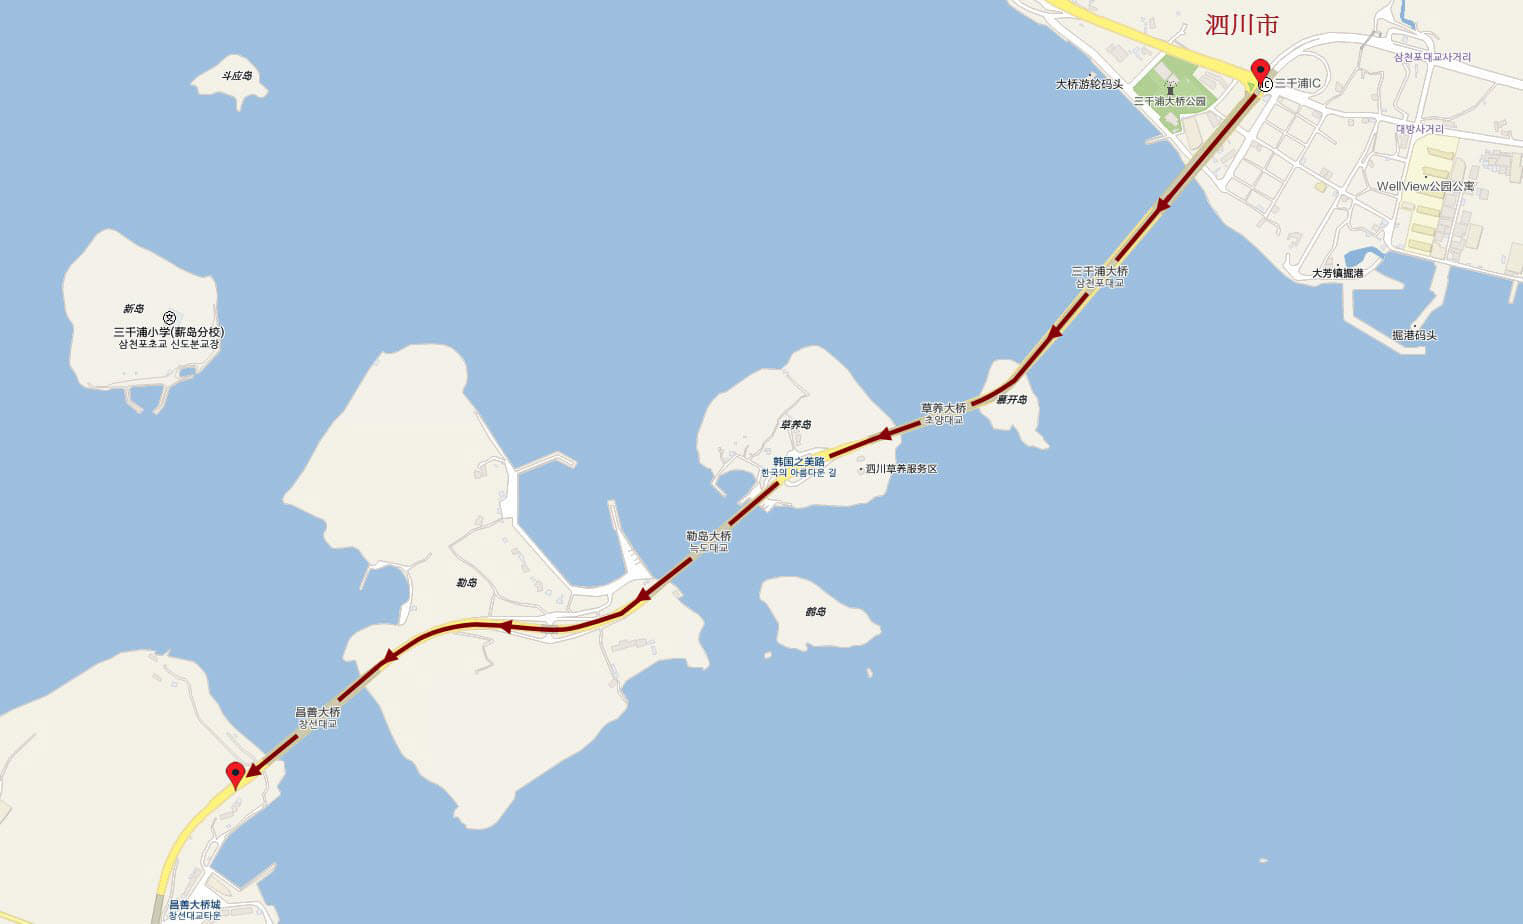 泗川市
斗应岛
大桥游轮码头
三千浦大桥公园
三千浦IC
삼천포대교사거리
대방사거리
WellView公园公寓
三千浦大桥
삼천포대교
大芳镇掘港
掘港码头
新岛
三千浦小学(薪岛分校)
삼천포초교 신도분교장
草养岛
草养大桥
초양대교
慕开岛
韩国之美路
한국의 아름다운 길
泗川草养服务区
勒岛大桥
늑도대교
勒岛
鹤岛
昌善大桥
창선대교
昌善大桥城
창선대교타운